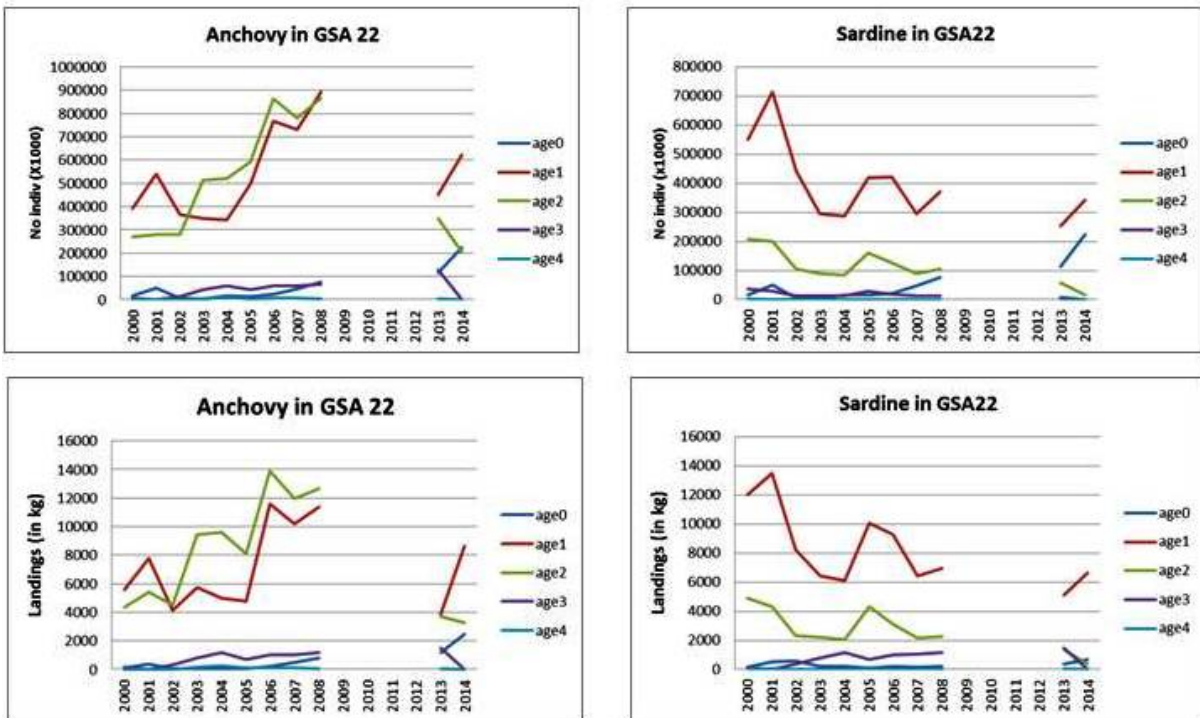 Anchovy in GSA 22
No indiv (x1000)
1000000
900000
800000
700000
600000
500000
400000
300000
200000
100000
0
2000 2001 2002 2003 2004 2005 2006 2007 2008 2009 2010 2011 2012 2013 2014
age0
age1
age2
age3
age4
Sardine in GSA22
No indiv (x1000)
800000
700000
600000
500000
400000
300000
200000
100000
0
2000 2001 2002 2003 2004 2005 2006 2007 2008 2009 2010 2011 2012 2013 2014
age0
age1
age2
age3
age4
Anchovy in GSA 22
Landings (in kg)
16000
14000
12000
10000
8000
6000
4000
2000
0
2000 2001 2002 2003 2004 2005 2006 2007 2008 2009 2010 2011 2012 2013 2014
age0
age1
age2
age3
age4
Sardine in GSA22
Landings (in kg)
16000
14000
12000
10000
8000
6000
4000
2000
0
2000 2001 2002 2003 2004 2005 2006 2007 2008 2009 2010 2011 2012 2013 2014
age0
age1
age2
age3
age4